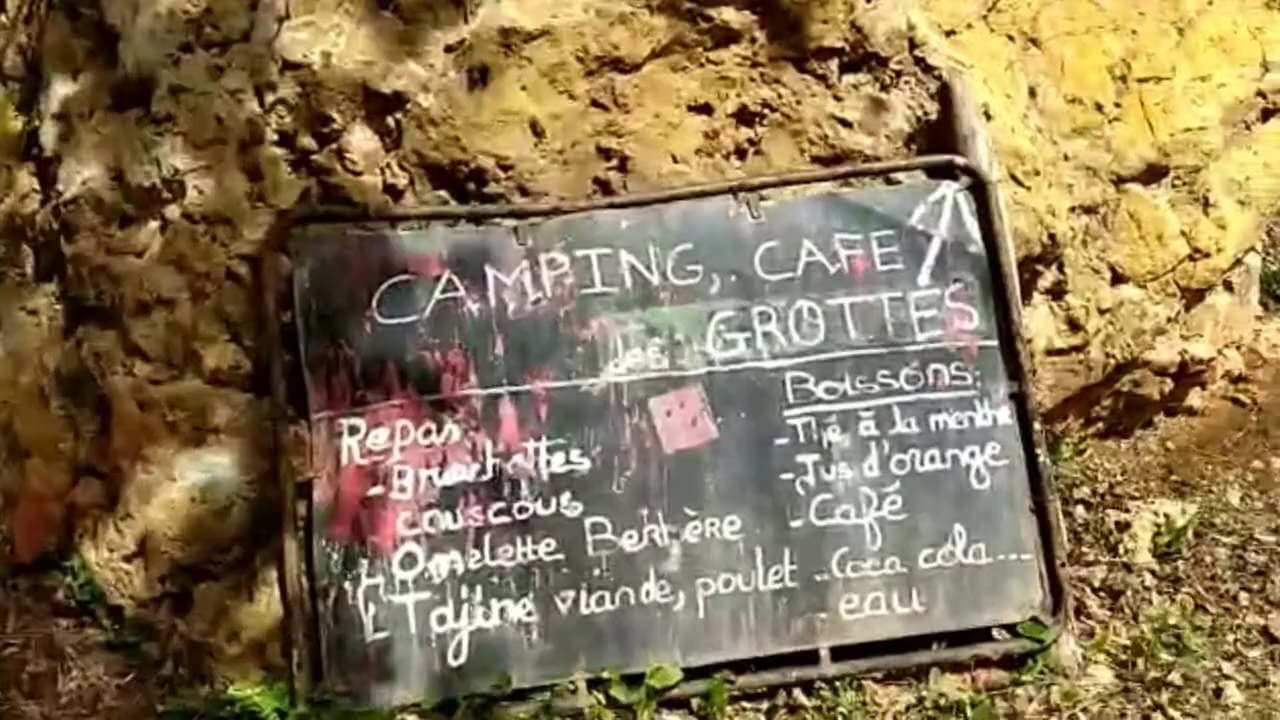 CAMPING, CAFE
des GROTTES
Repas
- Brochettes
couscous
Omelette Berbère
Tajine viande, poulet
Boissons:
- Thé à la menthe
- Jus d'orange
- Café
- Coca cola ...
- eau